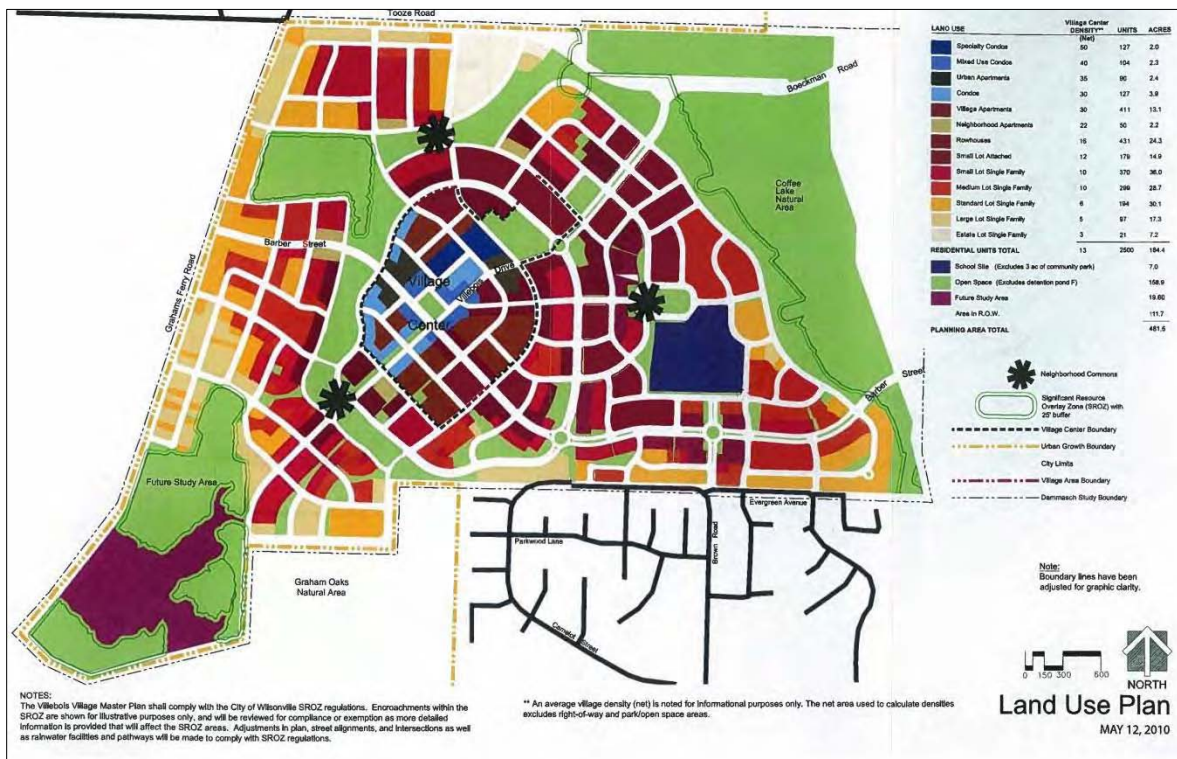 Tooze Road
Boeckman Road
Coffee
Lake
Natural
Area
Barber Street
Grahams Ferry Road
Village
Center
Villebois Drive
Barber Street
Future Study Area
Graham Oaks
Natural Area
Evergreen Avenue
Parkwood Lane
Brown Road
Camelot Street
LAND USE Village Center DENSITY** (Net) UNITS ACRES
Specialty Condos 50 127 2.0
Mixed Use Condos 40 104 2.3
Urban Apartments 35 90 2.4
Condos 30 127 3.9
Village Apartments 30 411 13.1
Neighborhood Apartments 22 50 2.2
Rowhouses 16 431 24.3
Small Lot Attached 12 179 14.9
Small Lot Single Family 10 370 36.0
Medium Lot Single Family 10 299 28.7
Standard Lot Single Family 6 194 30.1
Large Lot Single Family 5 97 17.3
Estate Lot Single Family 3 21 7.2
RESIDENTIAL UNITS TOTAL 13 2500 184.4
School Site (Excludes 3 ac of community park) 7.0
Open Space (Excludes detention pond F) 158.9
Future Study Area 19.60
Area in R.O.W. 111.7
PLANNING AREA TOTAL 481.5
Neighborhood Commons
Significant Resource
Overlay Zone (SROZ) with
25' buffer
Village Center Boundary
Urban Growth Boundary
City Limits
Village Area Boundary
Dammasch Study Boundary
Note:
Boundary lines have been
adjusted for graphic clarity.
0 150 300 600
NORTH
Land Use Plan
MAY 12, 2010
NOTES:
The Villebois Village Master Plan shall comply with the City of Wilsonville SROZ regulations. Encroachments within the
SROZ are shown for illustrative purposes only, and will be reviewed for compliance or exemption as more detailed
information is provided that will affect the SROZ areas. Adjustments in plan, street alignments, and intersections as well
as rainwater facilities and pathways will be made to comply with SROZ regulations.
** An average village density (net) is noted for informational purposes only. The net area used to calculate densities
excludes right-of-way and park/open space areas.